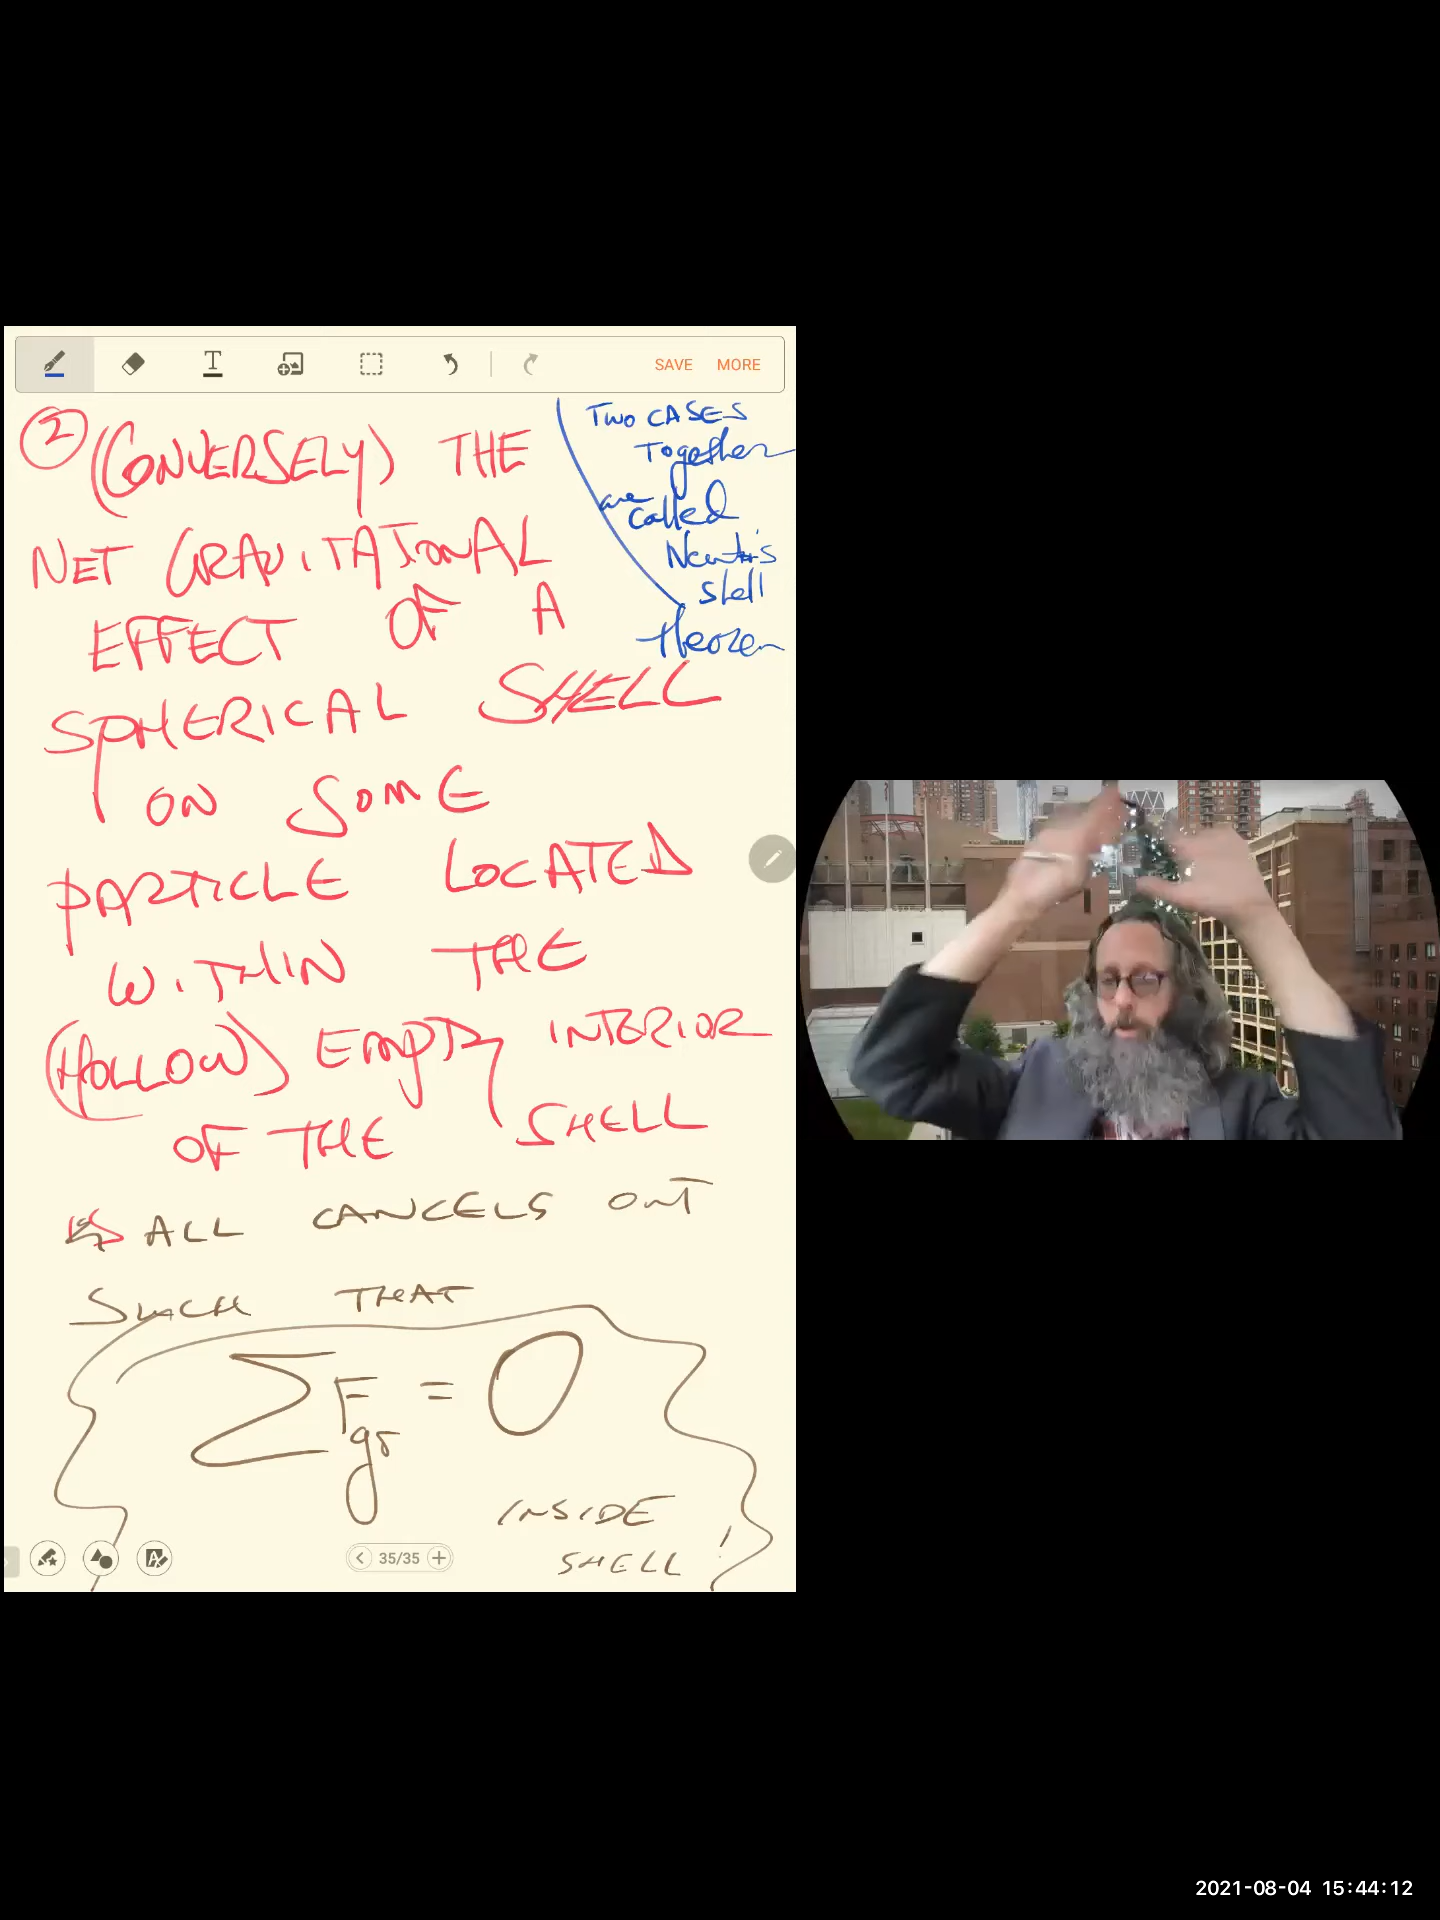 SAVE MORE
② (CONVERSELY) THE
NET GRAVITATIONAL
EFFECT OF A
SPHERICAL SHELL
ON SOME
PARTICLE LOCATED
WITHIN THE
(HOLLOW) EMPTY INTERIOR
OF THE SHELL
ALL CANCELS OUT
SUCH THAT
∑ Fgr = 0
INSIDE
SHELL!
TWO CASES
Together
are called
Newton's
shell
theorem
35/35
2021-08-04 15:44:12